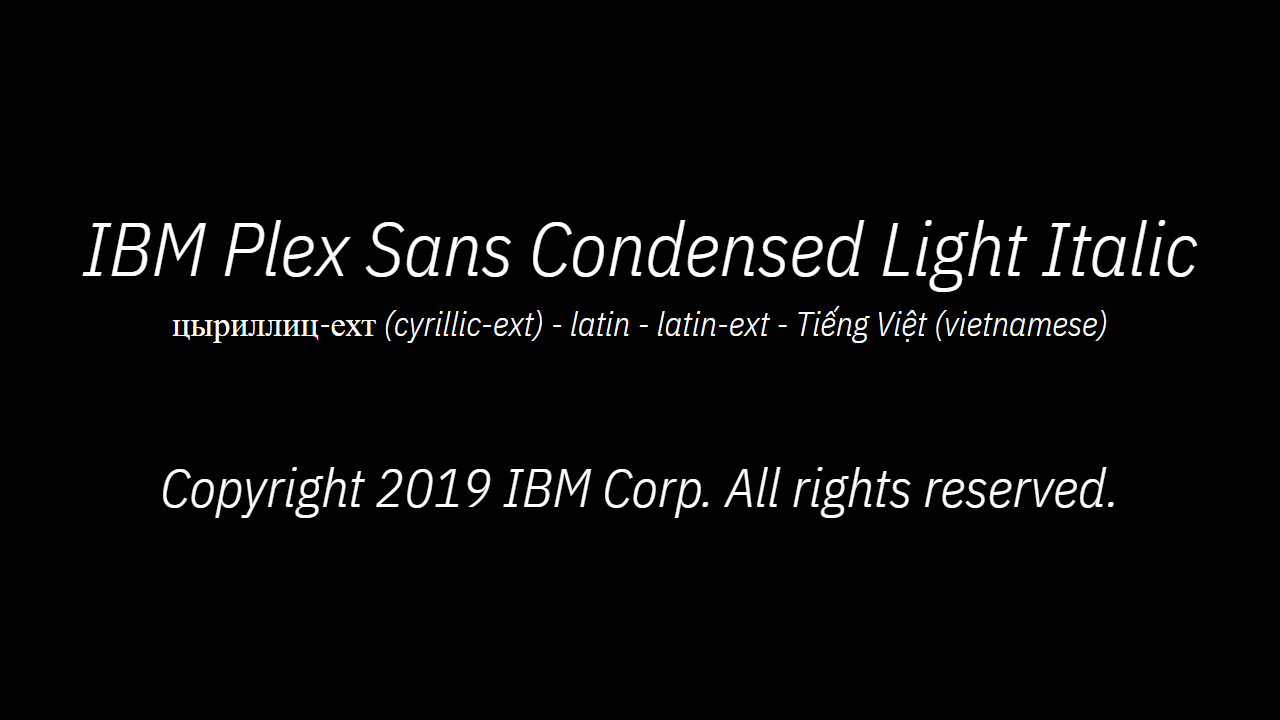 IBM Plex Sans Condensed Light Italic
цыриллиц-ехт (cyrillic-ext) - latin - latin-ext - Tiếng Việt (vietnamese)
Copyright 2019 IBM Corp. All rights reserved.